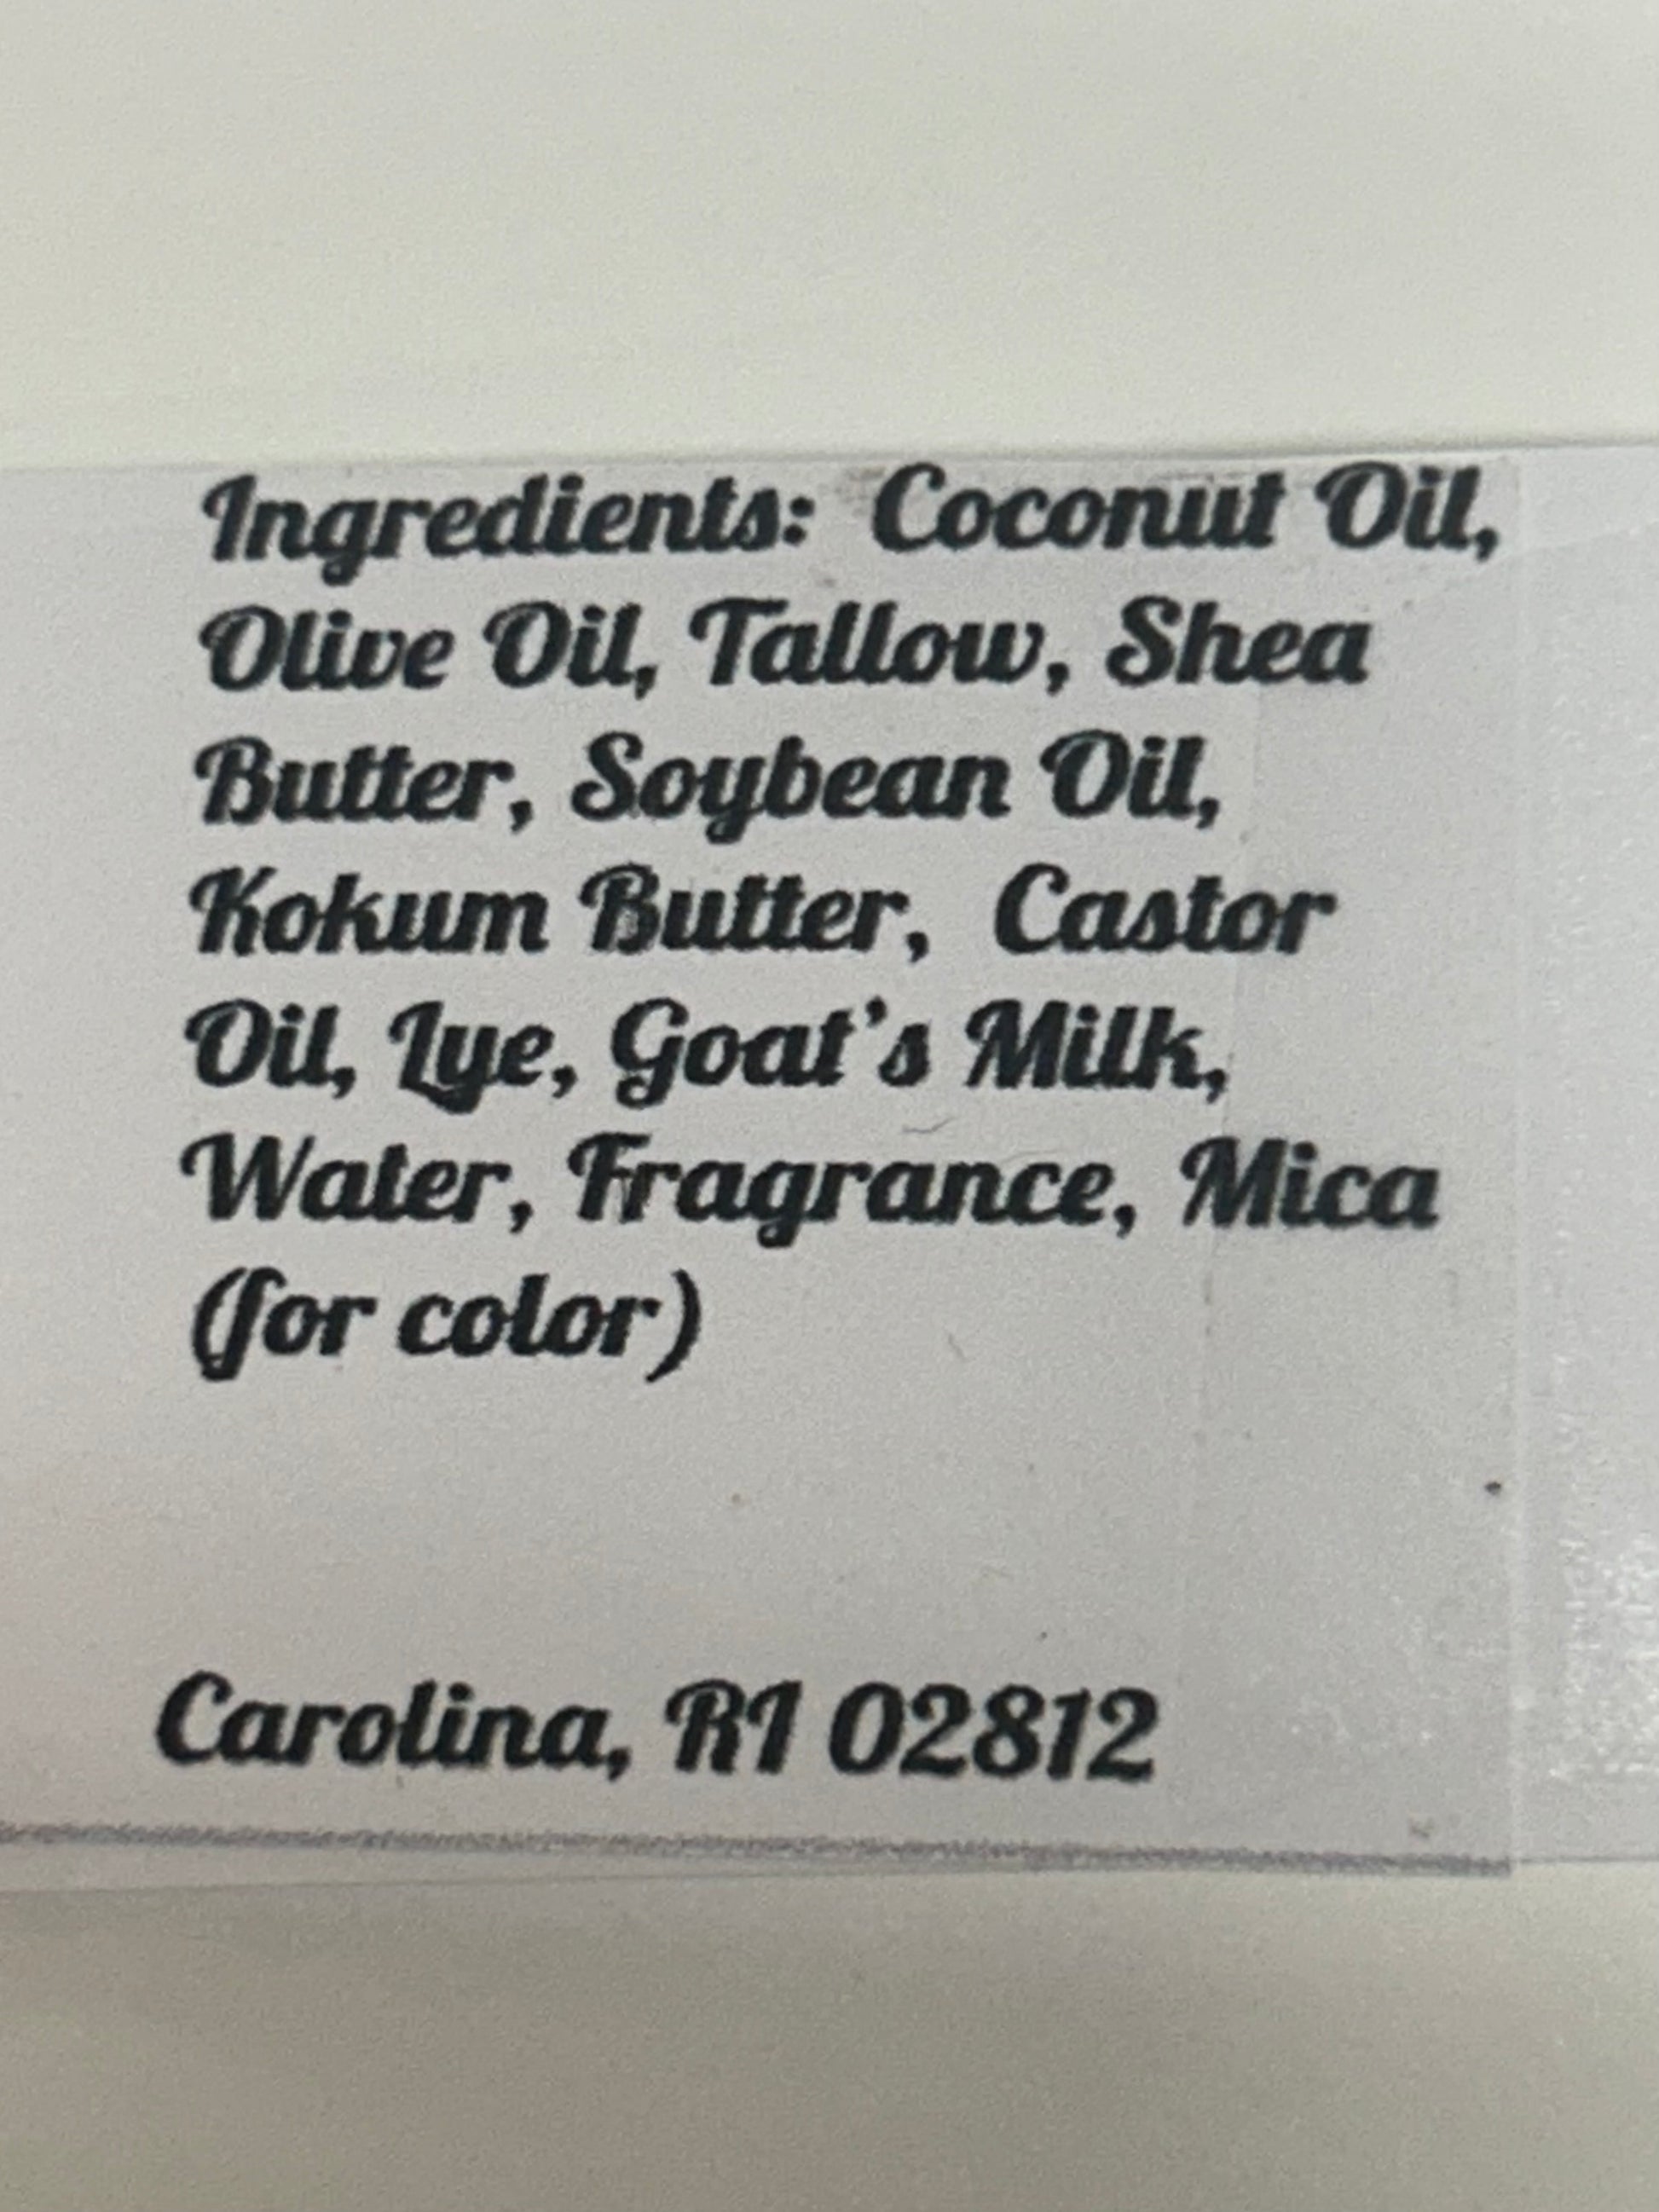 Ingredients: Coconut Oil,
Olive Oil, Tallow, Shea
Butter, Soybean Oil,
Kokum Butter, Castor
Oil, Lye, Goat's Milk,
Water, Fragrance, Mica
(for color)
Carolina, RI 02812